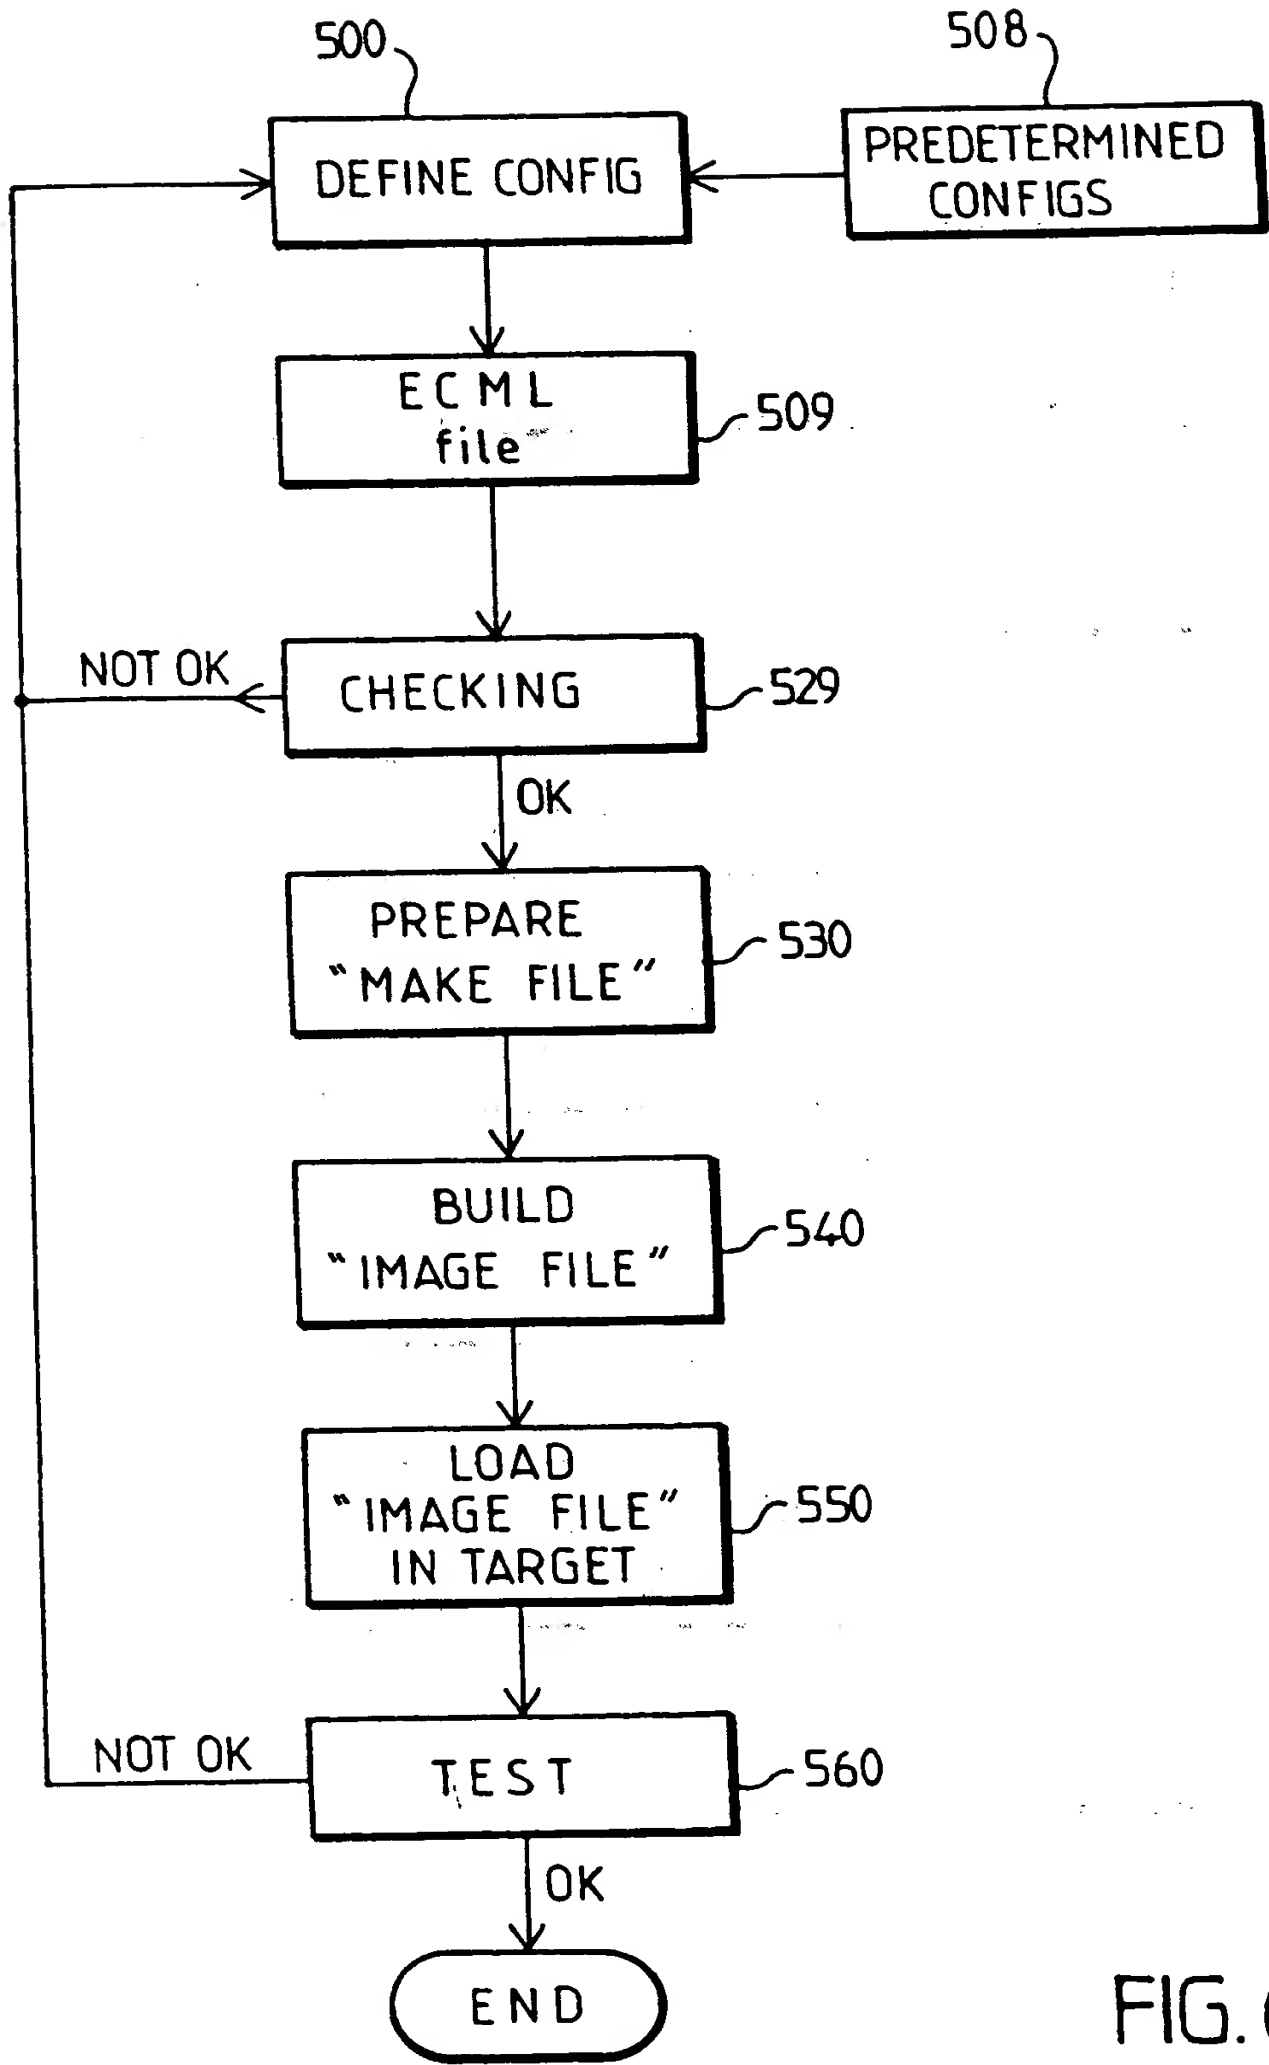 500
508
DEFINE CONFIG
PREDETERMINED
CONFIGS
ECML
file
509
NOT OK
CHECKING
529
OK
PREPARE
"MAKE FILE"
530
BUILD
"IMAGE FILE"
540
LOAD
"IMAGE FILE"
IN TARGET
550
NOT OK
TEST
560
OK
END
FIG.